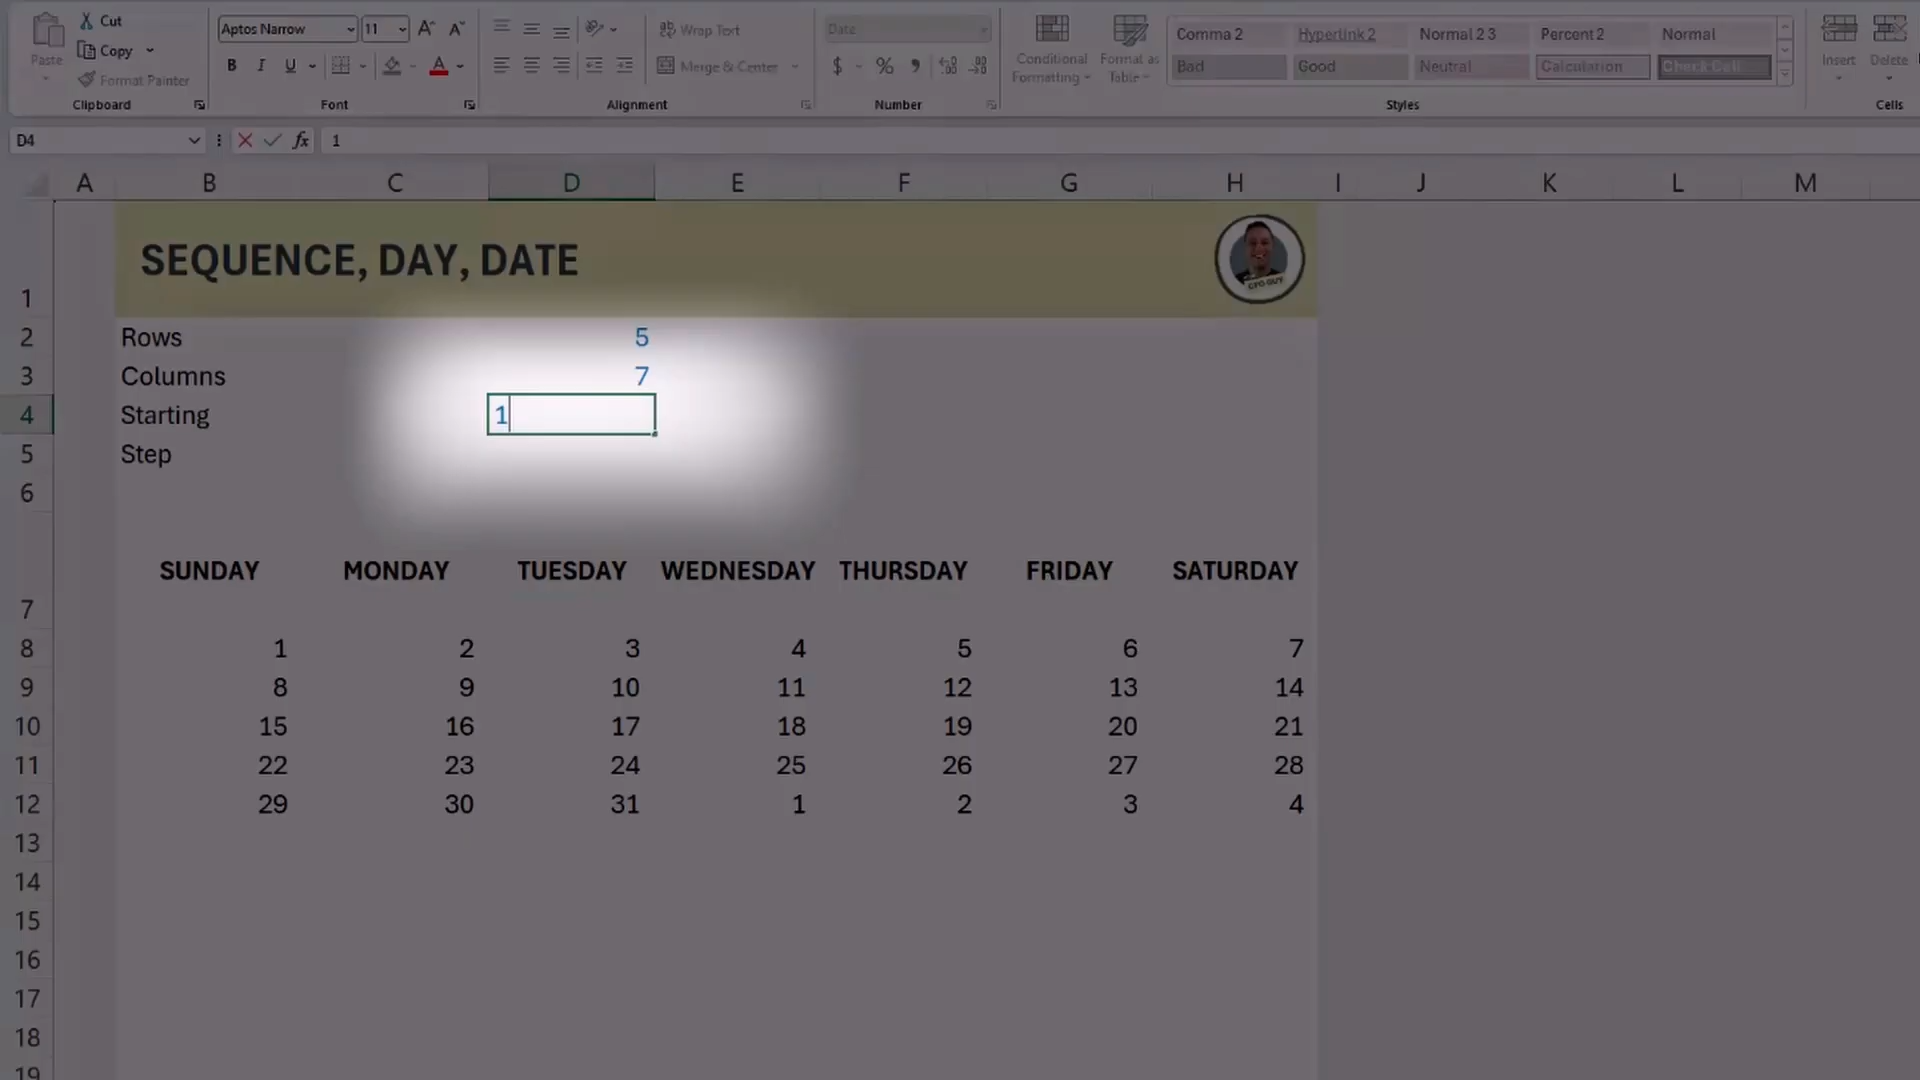 Cut
Aptos Narrow 11 A A
Wrap Text
Date
Comma 2 Hyperlink 2 Normal 2 3 Percent 2 Normal
Paste Copy
B I U A
Merge & Center
$ % 9
Conditional Formatting Format as Table
Bad Good Neutral Calculation Check Cell
Insert Delete
Format Painter
Clipboard Font Alignment Number Styles Cells
D4 fx 1
A B C D E F G H I J K L M
SEQUENCE, DAY, DATE
CFO GUY
1
2 Rows 5
3 Columns 7
4 Starting 1
5 Step
6
SUNDAY MONDAY TUESDAY WEDNESDAY THURSDAY FRIDAY SATURDAY
7
8 1 2 3 4 5 6 7
9 8 9 10 11 12 13 14
10 15 16 17 18 19 20 21
11 22 23 24 25 26 27 28
12 29 30 31 1 2 3 4
13
14
15
16
17
18
19